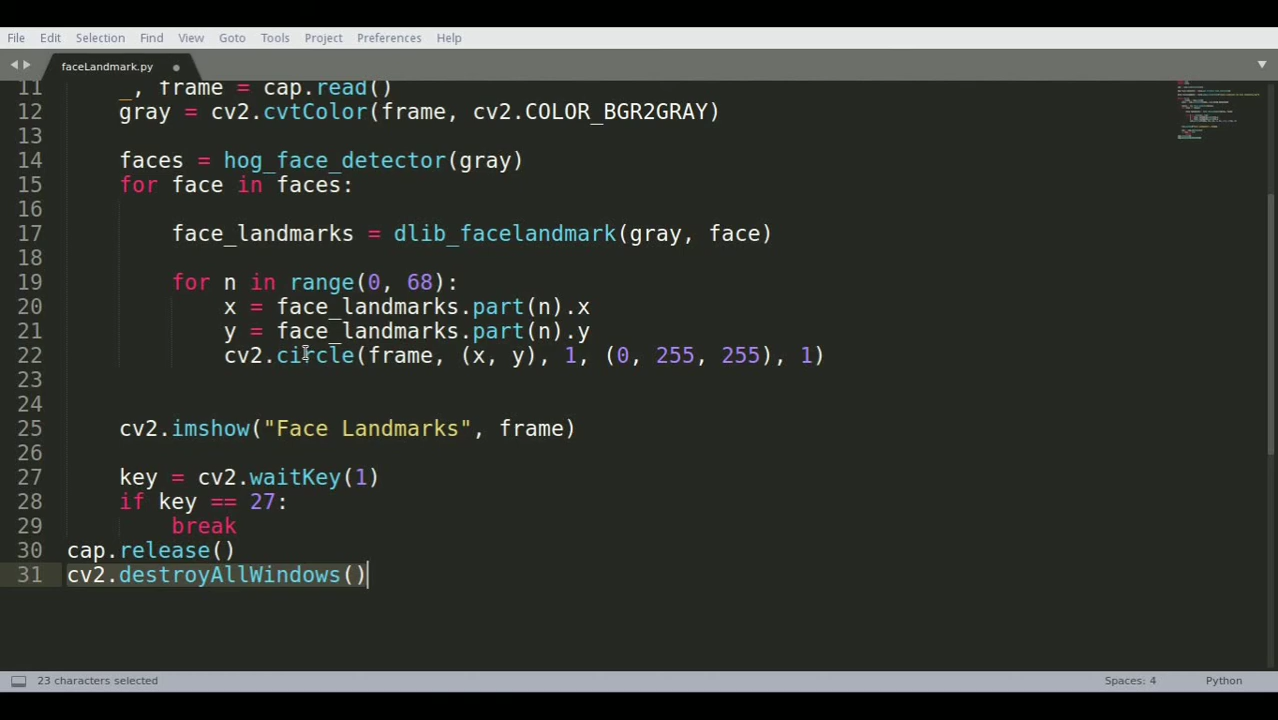 File Edit Selection Find View Goto Tools Project Preferences Help
faceLandmark.py
11 _, frame = cap.read()
12 gray = cv2.cvtColor(frame, cv2.COLOR_BGR2GRAY)
13
14 faces = hog_face_detector(gray)
15 for face in faces:
16
17 face_landmarks = dlib_facelandmark(gray, face)
18
19 for n in range(0, 68):
20 x = face_landmarks.part(n).x
21 y = face_landmarks.part(n).y
22 cv2.circle(frame, (x, y), 1, (0, 255, 255), 1)
23
24
25 cv2.imshow("Face Landmarks", frame)
26
27 key = cv2.waitKey(1)
28 if key == 27:
29 break
30 cap.release()
31 cv2.destroyAllWindows()
23 characters selected Spaces: 4 Python